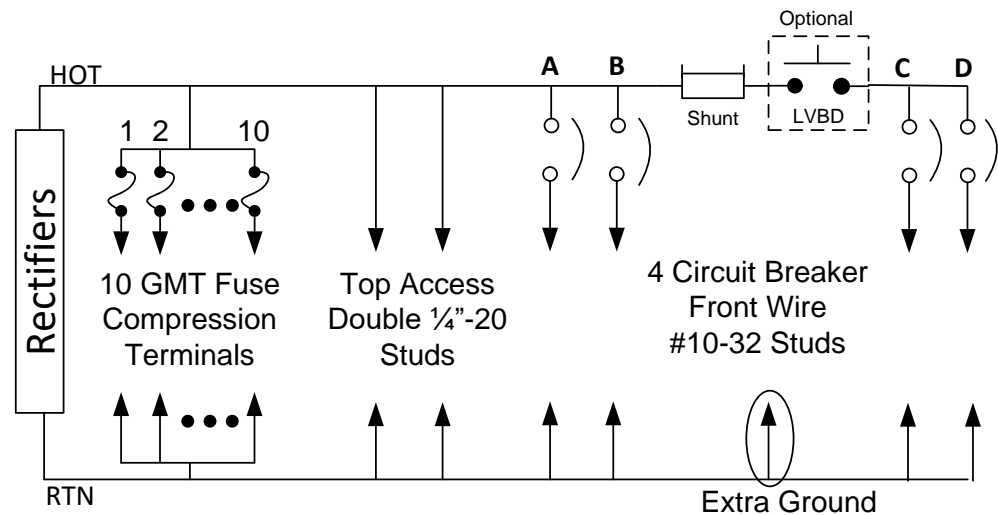 Optional
HOT
A
B
C
D
Shunt
LVBD
1
2
10
Rectifiers
10 GMT Fuse
Compression
Terminals
Top Access
Double ¼”-20
Studs
4 Circuit Breaker
Front Wire
#10-32 Studs
RTN
Extra Ground